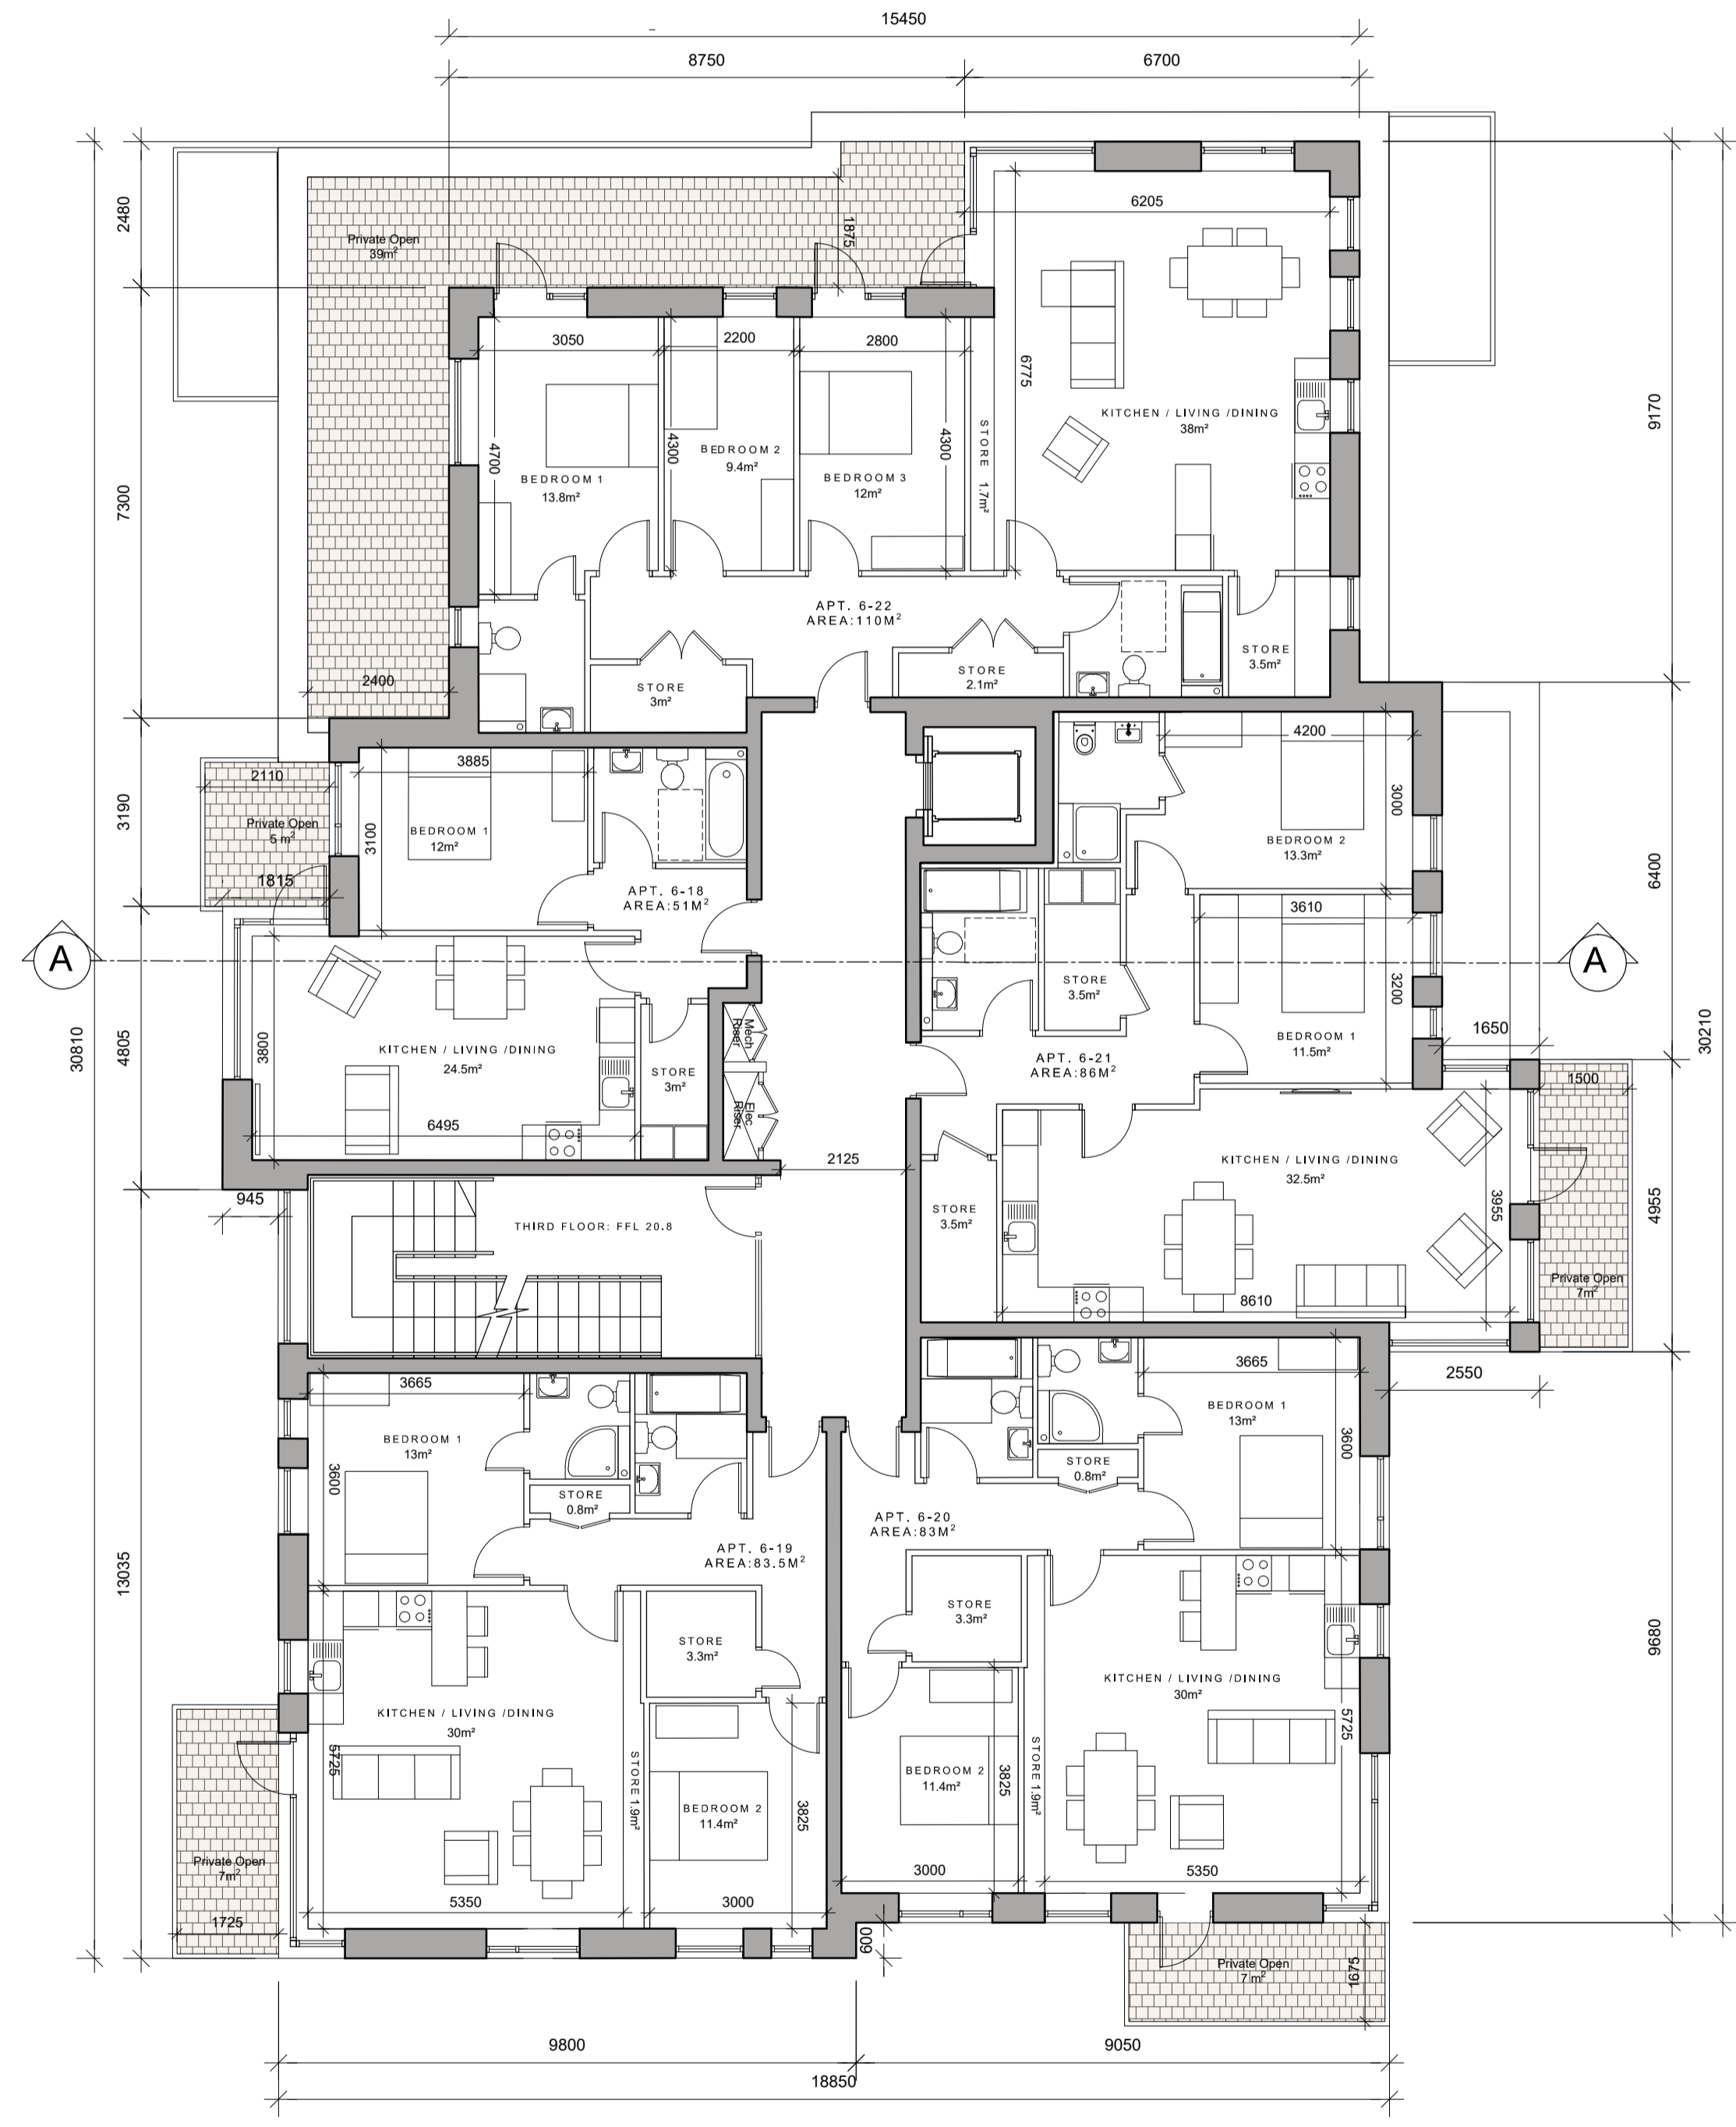 15450
8750
6700
2480
7300
3190
4805
30810
13035
9170
6400
30210
4955
9680
Private Open
39m²
1875
6205
6775
3050
2200
2800
4700
4300
4300
BEDROOM 1
13.8m²
BEDROOM 2
9.4m²
BEDROOM 3
12m²
STORE 1.7m²
KITCHEN / LIVING /DINING
38m²
APT. 6-22
AREA:110M²
STORE
3m²
STORE
2.1m²
STORE
3.5m²
2400
2110
Private Open
5 m²
1815
3885
3100
BEDROOM 1
12m²
APT. 6-18
AREA:51M²
4200
3000
BEDROOM 2
13.3m²
3610
3200
BEDROOM 1
11.5m²
STORE
3.5m²
A
A
3800
KITCHEN / LIVING /DINING
24.5m²
6495
STORE
3m²
Mech
Riser
Elec
Riser
APT. 6-21
AREA:86M²
1650
1500
2125
945
THIRD FLOOR: FFL 20.8
STORE
3.5m²
KITCHEN / LIVING /DINING
32.5m²
3955
8610
Private Open
7m²
2550
3665
BEDROOM 1
13m²
3600
STORE
0.8m²
APT. 6-19
AREA:83.5M²
3665
BEDROOM 1
13m²
3600
STORE
0.8m²
APT. 6-20
AREA:83M²
STORE
3.3m²
KITCHEN / LIVING /DINING
30m²
5725
STORE 1.9m²
BEDROOM 2
11.4m²
3825
5350
3000
Private Open
7m²
1725
STORE
3.3m²
KITCHEN / LIVING /DINING
30m²
5725
BEDROOM 2
11.4m²
3825
STORE 1.9m²
3000
5350
600
Private Open
7 m²
1675
9800
9050
18850